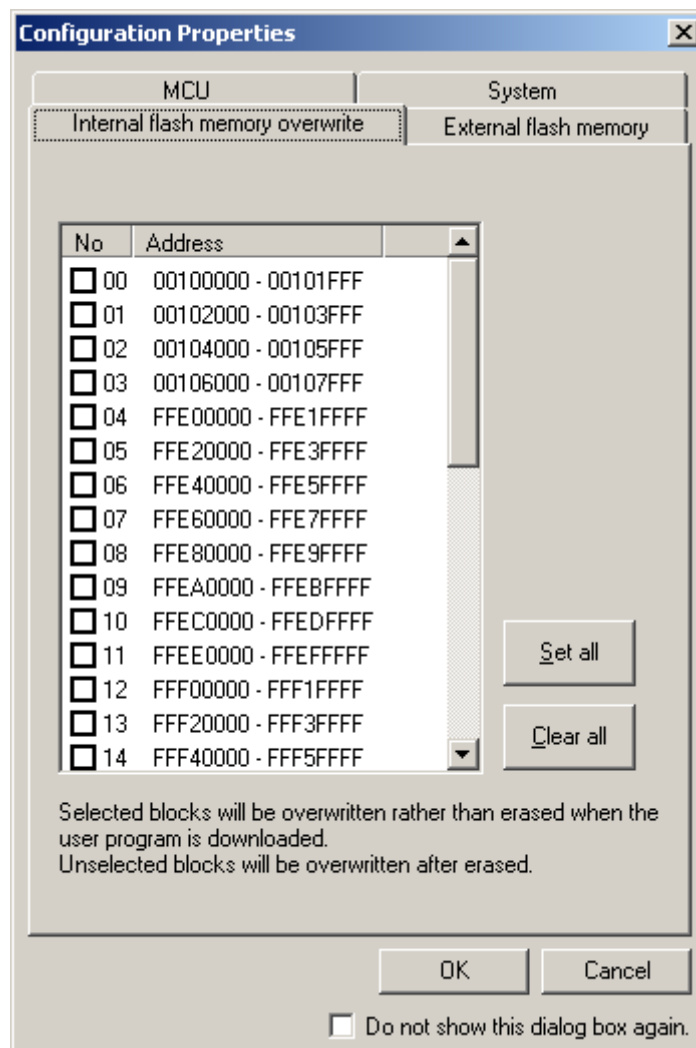 Configuration Properties
MCU
System
Internal flash memory overwrite
External flash memory
No Address
00 00100000 - 00101FFF
01 00102000 - 00103FFF
02 00104000 - 00105FFF
03 00106000 - 00107FFF
04 FFE00000 - FFE1FFFF
05 FFE20000 - FFE3FFFF
06 FFE40000 - FFE5FFFF
07 FFE60000 - FFE7FFFF
08 FFE80000 - FFE9FFFF
09 FFEA0000 - FFEBFFFF
10 FFEC0000 - FFEDFFFF
11 FFEE0000 - FFEFFFFF
12 FFF00000 - FFF1FFFF
13 FFF20000 - FFF3FFFF
14 FFF40000 - FFF5FFFF
Set all
Clear all
Selected blocks will be overwritten rather than erased when the
user program is downloaded.
Unselected blocks will be overwritten after erased.
OK
Cancel
Do not show this dialog box again.